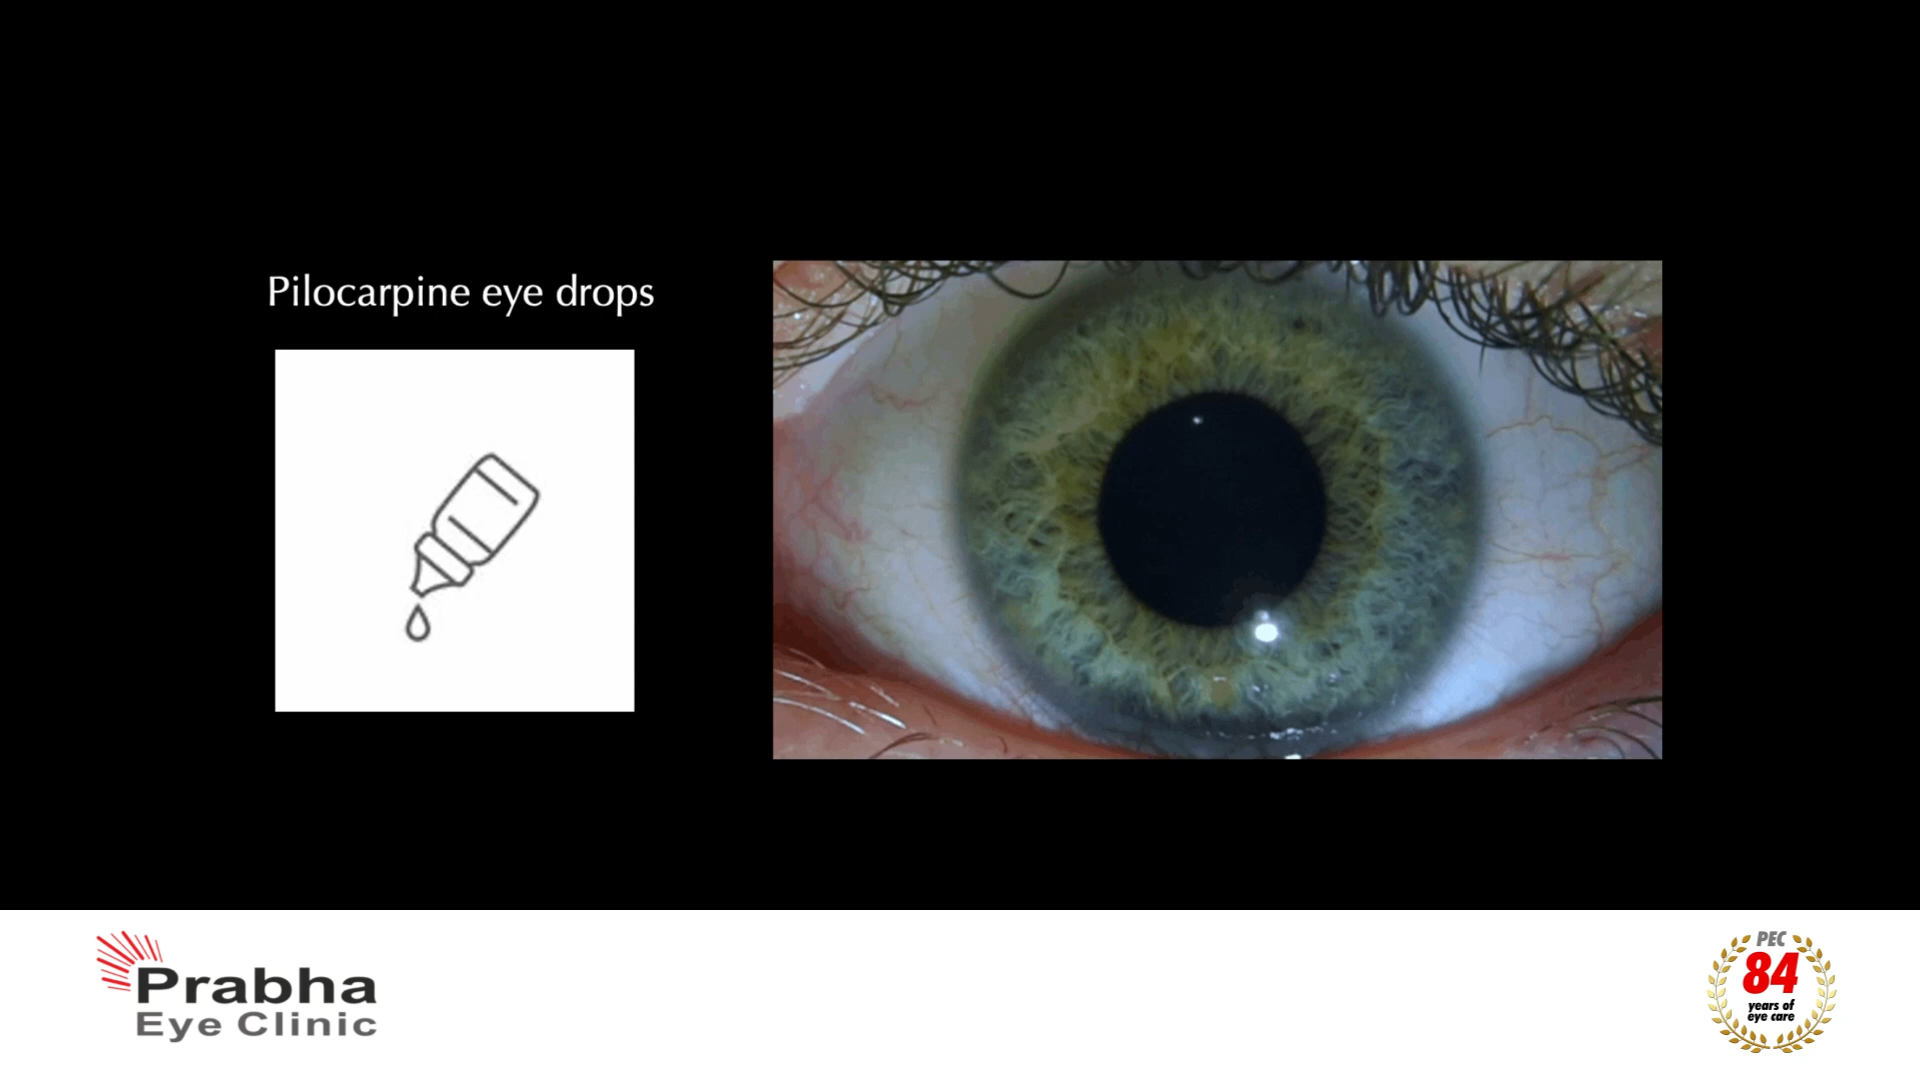 Pilocarpine eye drops
Prabha
Eye Clinic
PEC
84
years of
eye care